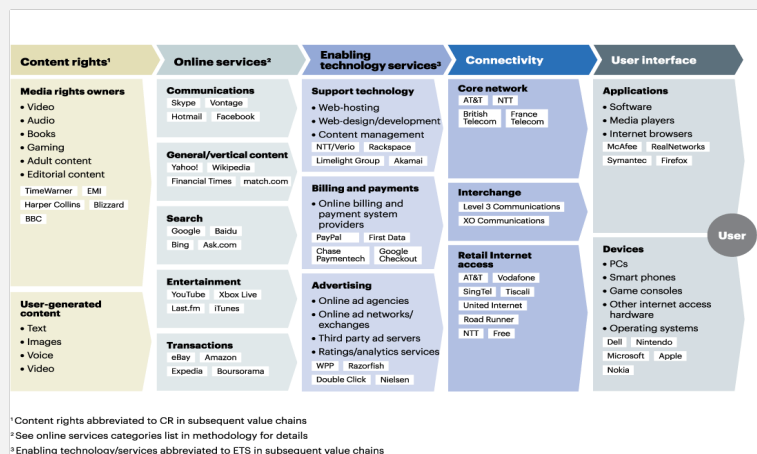 Content rights¹
Online services²
Enabling
technology services³
Connectivity
User interface
Media rights owners
• Video
• Audio
• Books
• Gaming
• Adult content
• Editorial content
TimeWarner EMI
Harper Collins Blizzard
BBC
User-generated
content
• Text
• Images
• Voice
• Video
Communications
Skype Vontage
Hotmail Facebook
General/vertical content
Yahoo! Wikipedia
Financial Times match.com
Search
Google Baidu
Bing Ask.com
Entertainment
YouTube Xbox Live
Last.fm iTunes
Transactions
eBay Amazon
Expedia Boursorama
Support technology
• Web-hosting
• Web-design/development
• Content management
NTT/Verio Rackspace
Limelight Group Akamai
Billing and payments
• Online billing and
payment system
providers
PayPal First Data
Chase
Paymentech
Google
Checkout
Advertising
• Online ad agencies
• Online ad networks/
exchanges
• Third party ad servers
• Ratings/analytics services
WPP Razorfish
Double Click Nielsen
Core network
AT&T NTT
British
Telecom
France
Telecom
Interchange
Level 3 Communications
XO Communications
Retail Internet
access
AT&T Vodafone
SingTel Tiscali
United Internet
Road Runner
NTT Free
Applications
• Software
• Media players
• Internet browsers
McAfee RealNetworks
Symantec Firefox
User
Devices
• PCs
• Smart phones
• Game consoles
• Other internet access
hardware
• Operating systems
Dell Nintendo
Microsoft Apple
Nokia
¹ Content rights abbreviated to CR in subsequent value chains
² See online services categories list in methodology for details
³ Enabling technology/services abbreviated to ETS in subsequent value chains